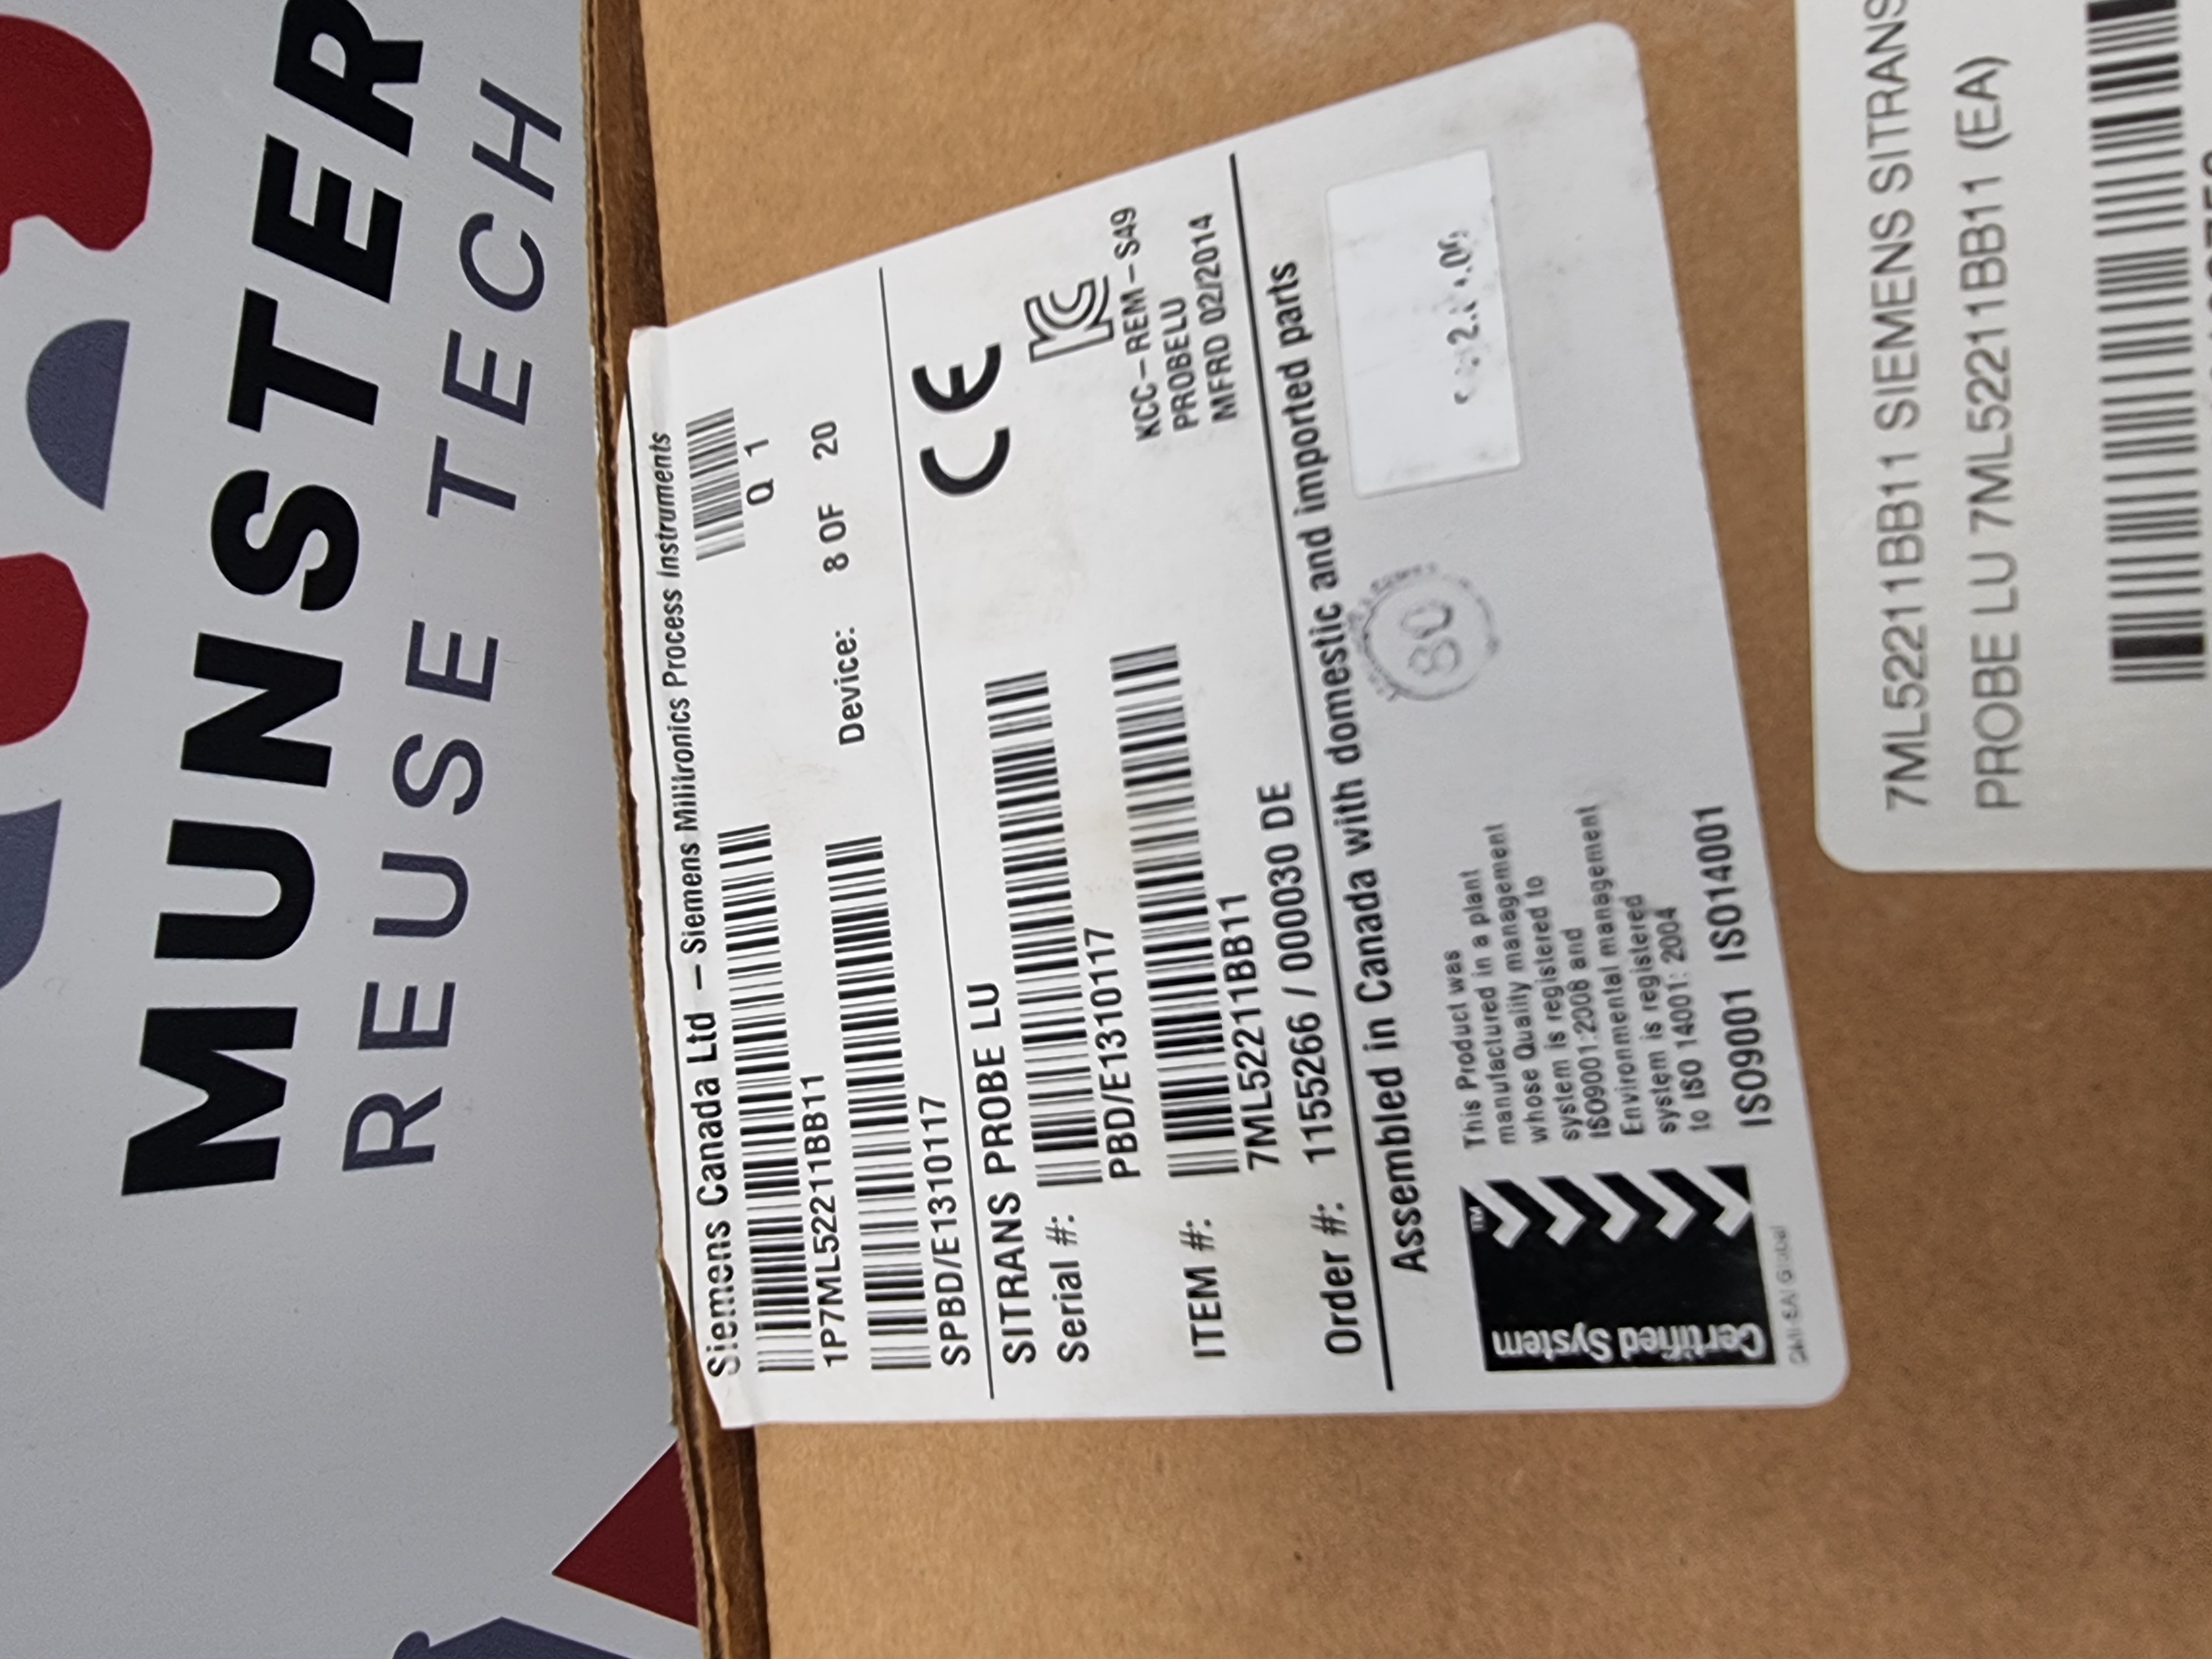 MUNSTER
REUSE TECH
Siemens Canada Ltd – Siemens Milltronics Process Instruments
1P7ML52211BB11
Q 1
SPBD/E1310117
Device: 8 OF 20
SITRANS PROBE LU
Serial #:
PBD/E1310117
ITEM #:
7ML52211BB11
Order #: 1155266 / 000030 DE
KCC-REM-S49
PROBELU
MFRD 02/2014
Assembled in Canada with domestic and imported parts
This Product was
manufactured in a plant
whose Quality management
system is registered to
ISO9001:2008 and
Environmental management
system is registered
to ISO 14001: 2004
ISO9001 ISO14001
Certified System
TM
80
7ML52211BB11 SIEMENS SITRANS
PROBE LU 7ML52211BB11 (EA)